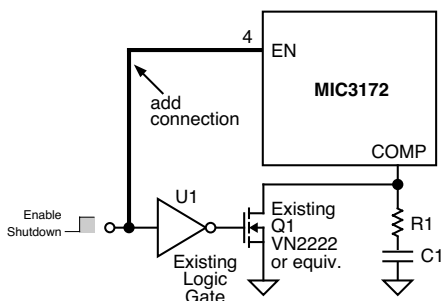 4
EN
MIC3172
add
connection
COMP
U1
Enable
Shutdown
Existing
Q1
VN2222
or equiv.
R1
C1
Existing
Logic
Gate